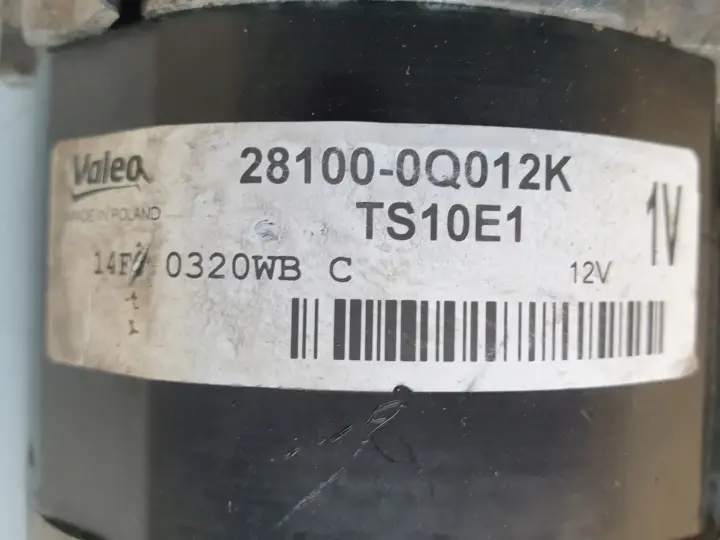 Valeo
28100-0Q012K
MADE IN POLAND
TS10E1
1V
0320WB C
12V